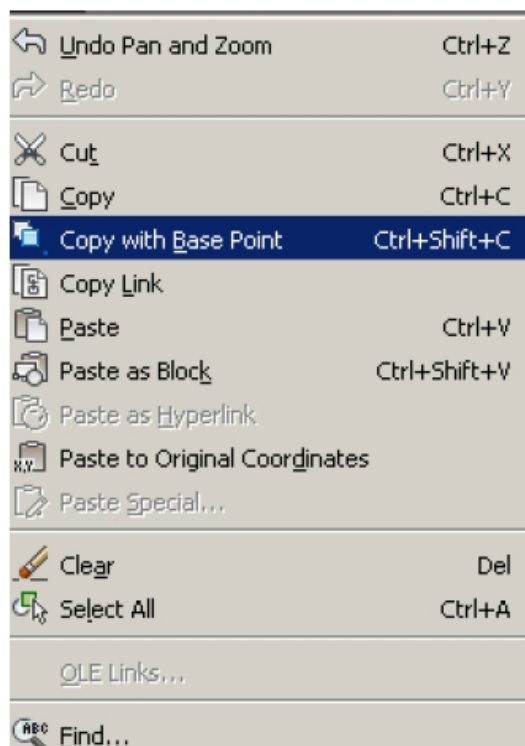 Undo Pan and Zoom Ctrl+Z
Redo Ctrl+Y
Cut Ctrl+X
Copy Ctrl+C
Copy with Base Point Ctrl+Shift+C
Copy Link
Paste Ctrl+V
Paste as Block Ctrl+Shift+V
Paste as Hyperlink
X,Y Paste to Original Coordinates
Paste Special...
Clear Del
Select All Ctrl+A
OLE Links...
ABC Find...